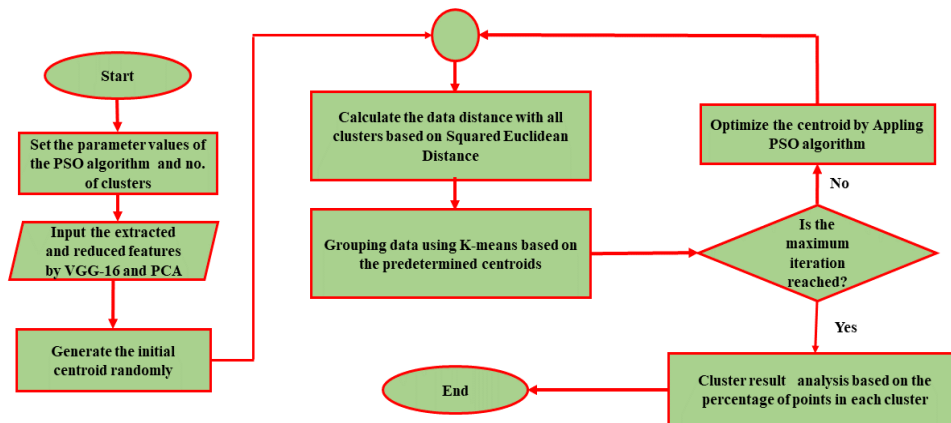 Start
Set the parameter values of
the PSO algorithm and no.
of clusters
Input the extracted
and reduced features
by VGG-16 and PCA
Generate the initial
centroid randomly
Calculate the data distance with all
clusters based on Squared Euclidean
Distance
Grouping data using K-means based on
the predetermined centroids
Is the
maximum
iteration
reached?
No
Optimize the centroid by Appling
PSO algorithm
Yes
Cluster result analysis based on the
percentage of points in each cluster
End